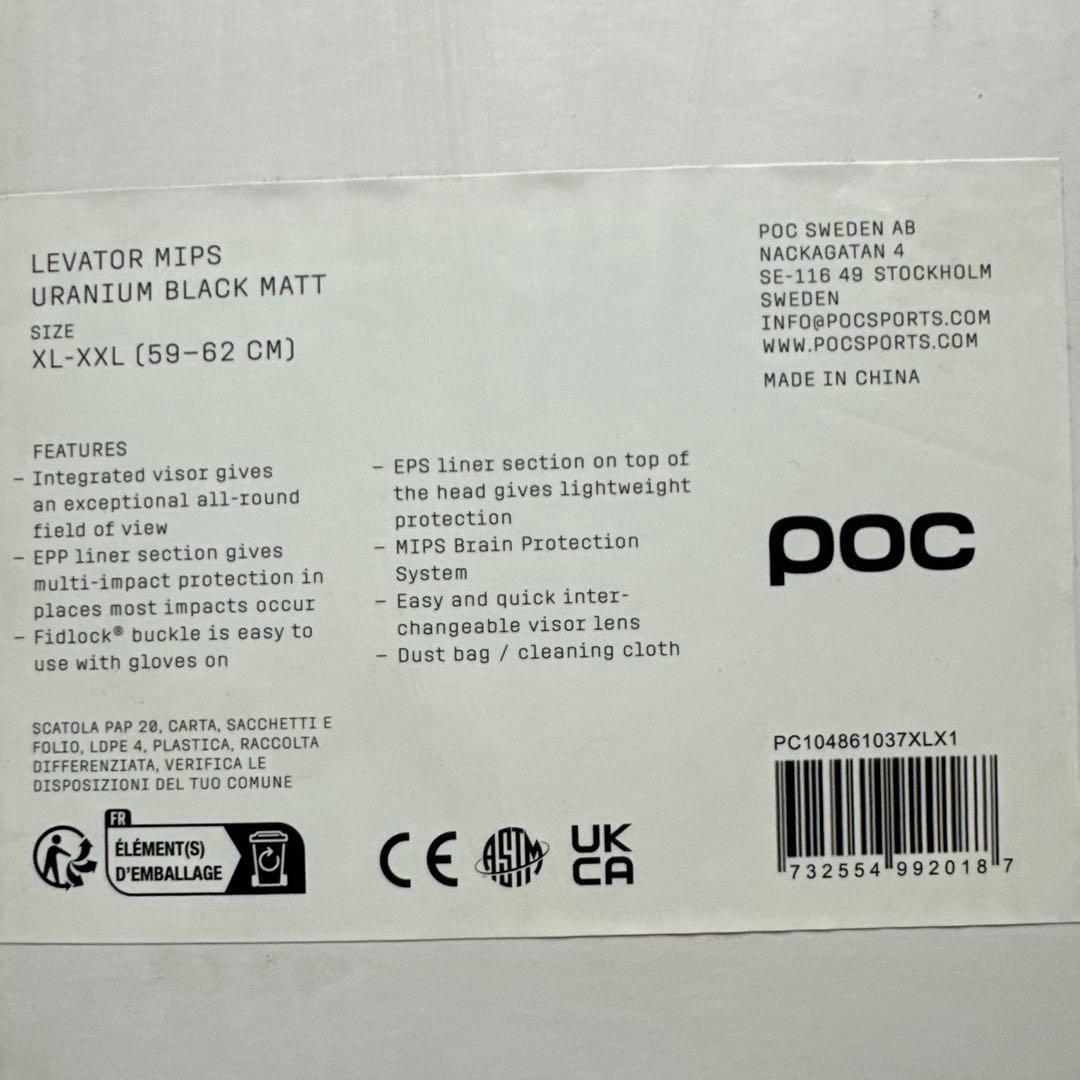 LEVATOR MIPS
URANIUM BLACK MATT
SIZE
XL-XXL (59–62 CM)
POC SWEDEN AB
NACKAGATAN 4
SE-116 49 STOCKHOLM
SWEDEN
INFO@POCSPORTS.COM
WWW.POCSPORTS.COM
MADE IN CHINA
FEATURES
– Integrated visor gives
an exceptional all-round
field of view
– EPP liner section gives
multi-impact protection in
places most impacts occur
– Fidlock® buckle is easy to
use with gloves on
– EPS liner section on top of
the head gives lightweight
protection
– MIPS Brain Protection
System
– Easy and quick inter-
changeable visor lens
– Dust bag / cleaning cloth
POC
SCATOLA PAP 20, CARTA, SACCHETTI E
FOLIO, LDPE 4, PLASTICA, RACCOLTA
DIFFERENZIATA, VERIFICA LE
DISPOSIZIONI DEL TUO COMUNE
FR
ÉLÉMENT(S)
D'EMBALLAGE
CE
ASTM
UK
CA
PC104861037XLX1
7 325549 920187